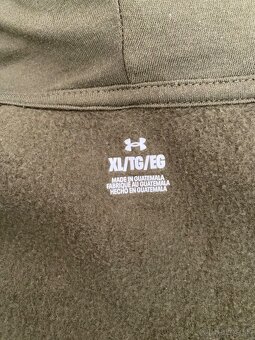 XL/TG/EG
MADE IN GUATEMALA
FABRIQUÉ AU GUATEMALA
HECHO EN GUATEMALA